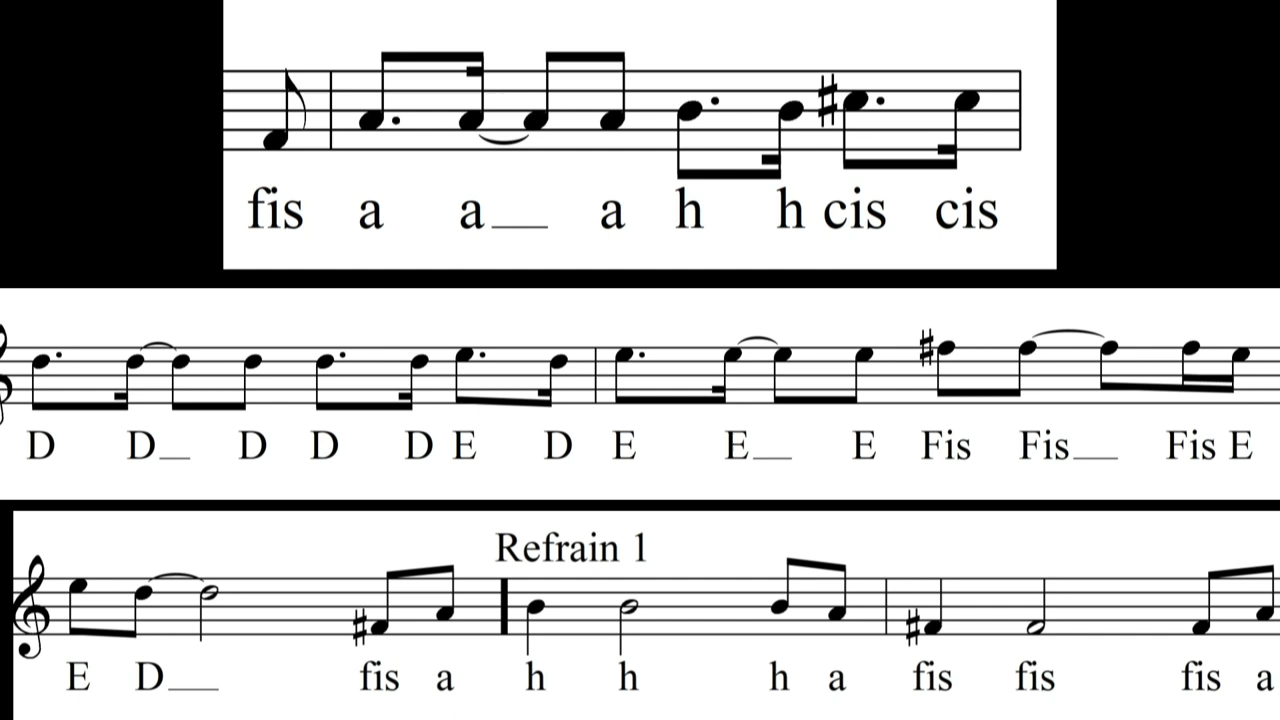 fis a a a h h cis cis
D D D D D E D E E E Fis Fis Fis E
Refrain 1
E D fis a h h h a fis fis fis a